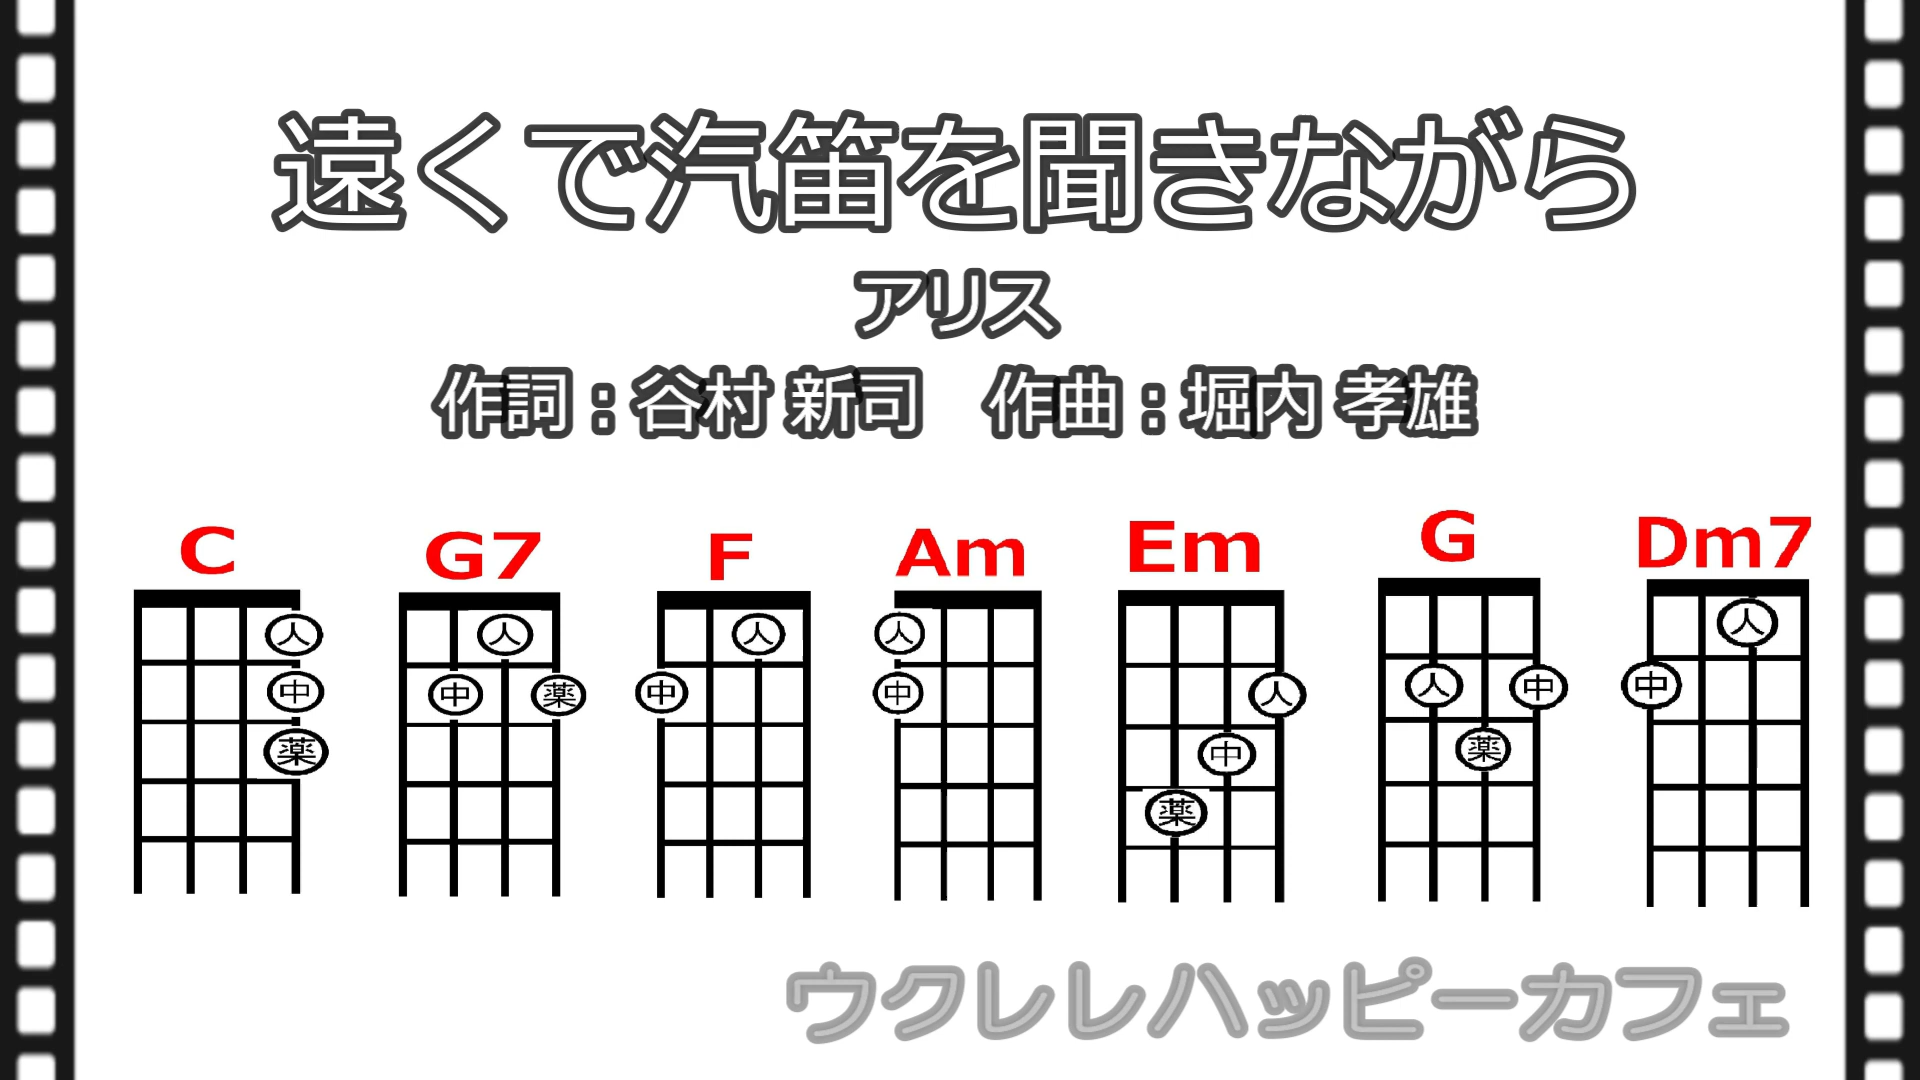 遠くで汽笛を聞きながら
アリス
作詞：谷村 新司　作曲：堀内 孝雄
C G7 F Am Em G Dm7
人 人 人 人 人
中 中 薬 中 中 人 人 中 中
薬 中 薬
薬
ウクレレハッピーカフェ